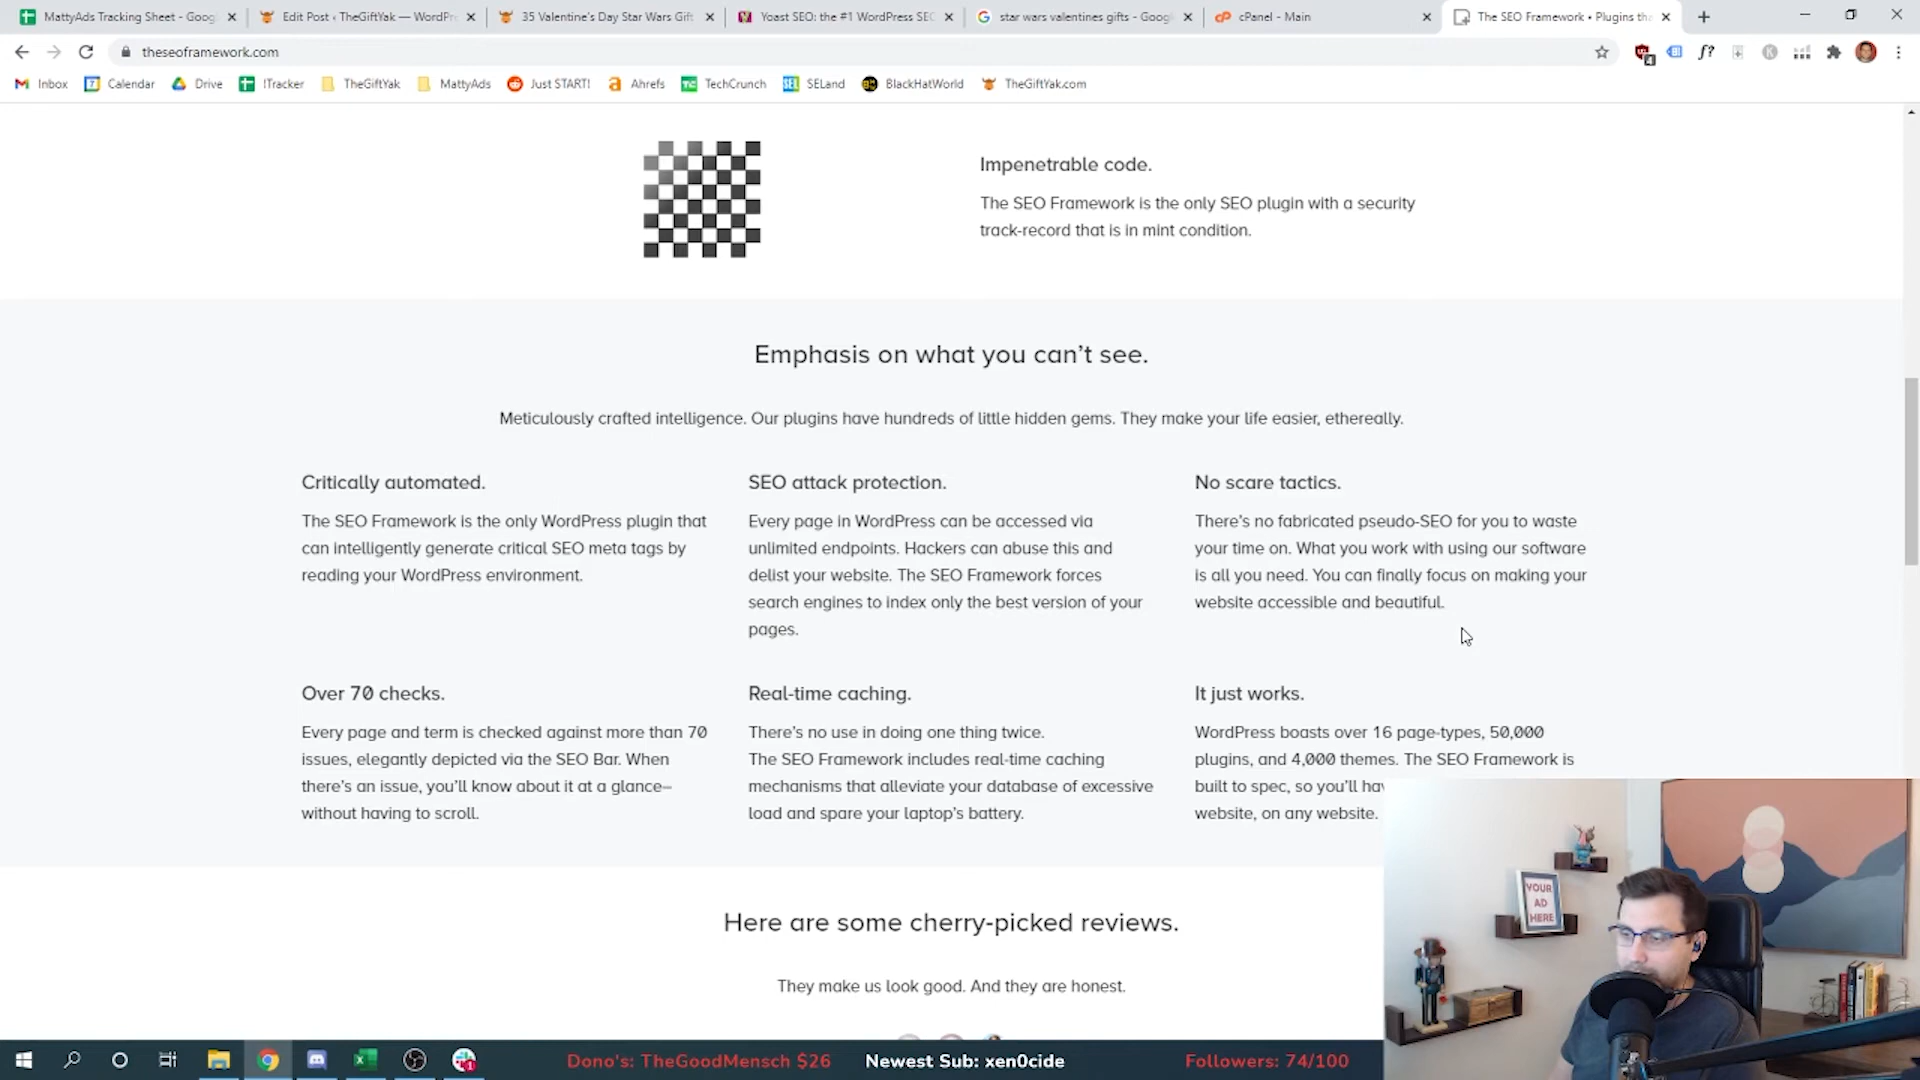 MattyAds Tracking Sheet - Goog
Edit Post ‹ TheGiftYak — WordPr
35 Valentine's Day Star Wars Gift
Yoast SEO: the #1 WordPress SEO
star wars valentines gifts - Googl
cPanel - Main
The SEO Framework • Plugins tha
theseoframework.com
4
f?
Inbox
Calendar
Drive
!Tracker
TheGiftYak
MattyAds
Just START!
Ahrefs
TechCrunch
SELand
BlackHatWorld
TheGiftYak.com
Impenetrable code.
The SEO Framework is the only SEO plugin with a security
track-record that is in mint condition.
Emphasis on what you can't see.
Meticulously crafted intelligence. Our plugins have hundreds of little hidden gems. They make your life easier, ethereally.
Critically automated.
The SEO Framework is the only WordPress plugin that
can intelligently generate critical SEO meta tags by
reading your WordPress environment.
SEO attack protection.
Every page in WordPress can be accessed via
unlimited endpoints. Hackers can abuse this and
delist your website. The SEO Framework forces
search engines to index only the best version of your
pages.
No scare tactics.
There's no fabricated pseudo-SEO for you to waste
your time on. What you work with using our software
is all you need. You can finally focus on making your
website accessible and beautiful.
Over 70 checks.
Every page and term is checked against more than 70
issues, elegantly depicted via the SEO Bar. When
there's an issue, you'll know about it at a glance–
without having to scroll.
Real-time caching.
There's no use in doing one thing twice.
The SEO Framework includes real-time caching
mechanisms that alleviate your database of excessive
load and spare your laptop's battery.
It just works.
WordPress boasts over 16 page-types, 50,000
plugins, and 4,000 themes. The SEO Framework is
built to spec, so you'll hav
website, on any website.
Here are some cherry-picked reviews.
They make us look good. And they are honest.
YOUR
AD
HERE
Dono's: TheGoodMensch $26
Newest Sub: xen0cide
Followers: 74/100